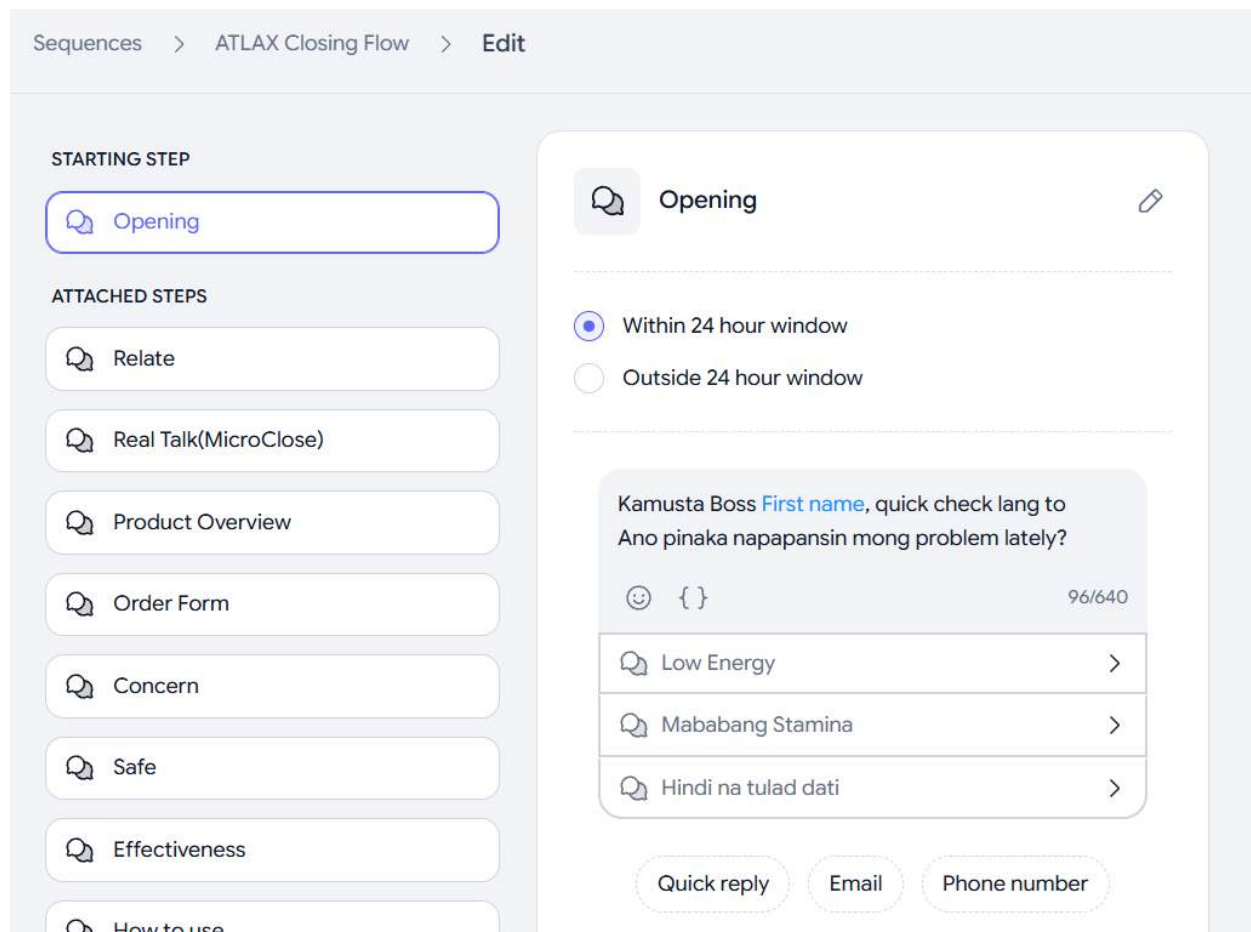 Sequences > ATLAX Closing Flow > Edit
STARTING STEP
Opening
ATTACHED STEPS
Relate
Real Talk(MicroClose)
Product Overview
Order Form
Concern
Safe
Effectiveness
How to use
Opening
Within 24 hour window
Outside 24 hour window
Kamusta Boss First name, quick check lang to
Ano pinaka napapansin mong problem lately?
{ } 96/640
Low Energy
Mababang Stamina
Hindi na tulad dati
Quick reply Email Phone number